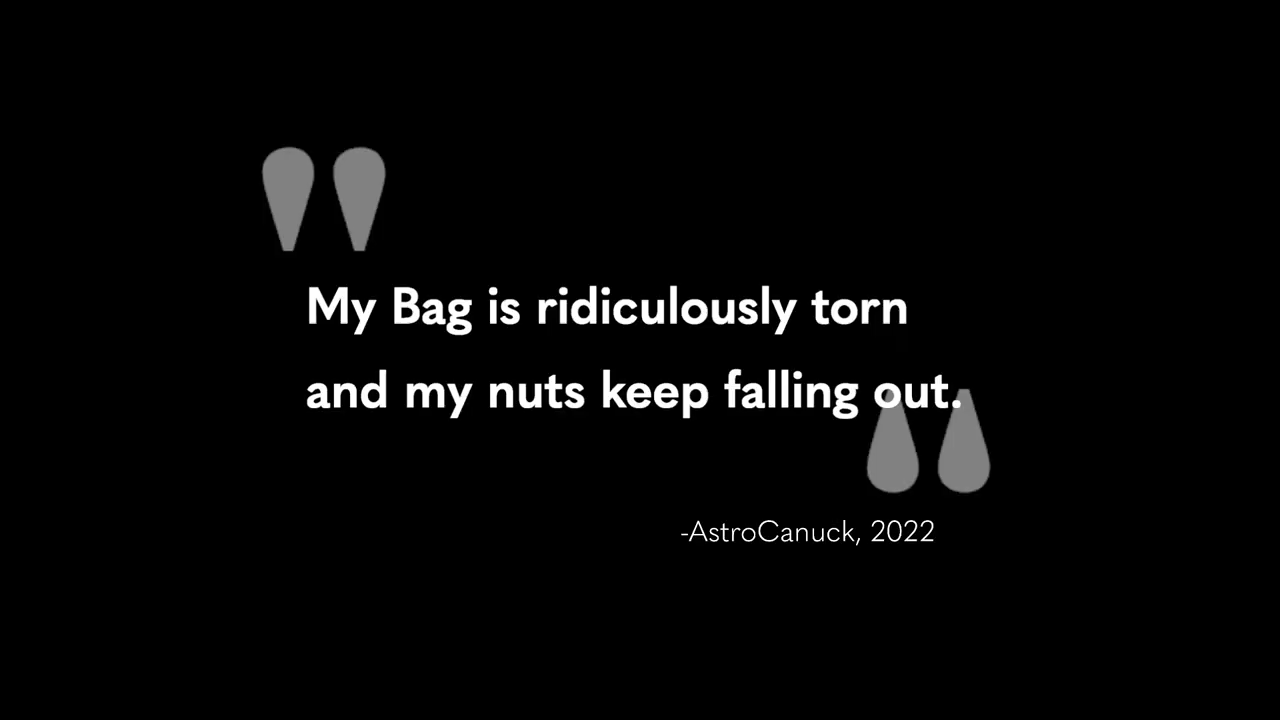 "
My Bag is ridiculously torn
and my nuts keep falling out.
"
-AstroCanuck, 2022